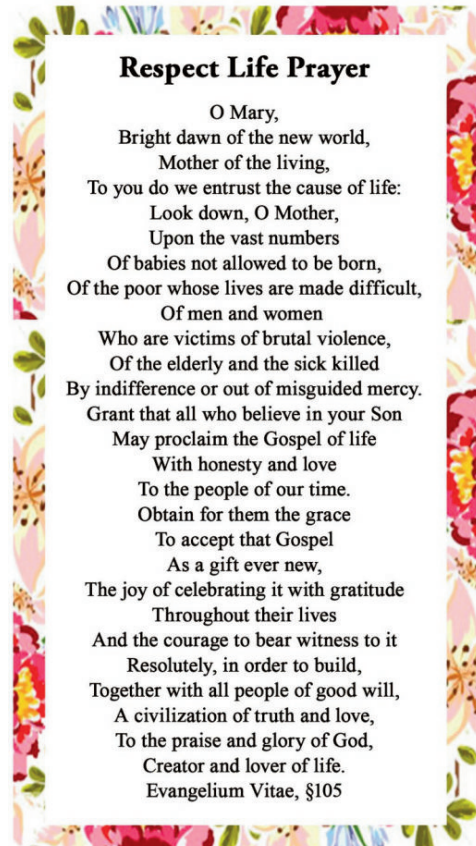 Respect Life Prayer
O Mary,
Bright dawn of the new world,
Mother of the living,
To you do we entrust the cause of life:
Look down, O Mother,
Upon the vast numbers
Of babies not allowed to be born,
Of the poor whose lives are made difficult,
Of men and women
Who are victims of brutal violence,
Of the elderly and the sick killed
By indifference or out of misguided mercy.
Grant that all who believe in your Son
May proclaim the Gospel of life
With honesty and love
To the people of our time.
Obtain for them the grace
To accept that Gospel
As a gift ever new,
The joy of celebrating it with gratitude
Throughout their lives
And the courage to bear witness to it
Resolutely, in order to build,
Together with all people of good will,
A civilization of truth and love,
To the praise and glory of God,
Creator and lover of life.
Evangelium Vitae, §105